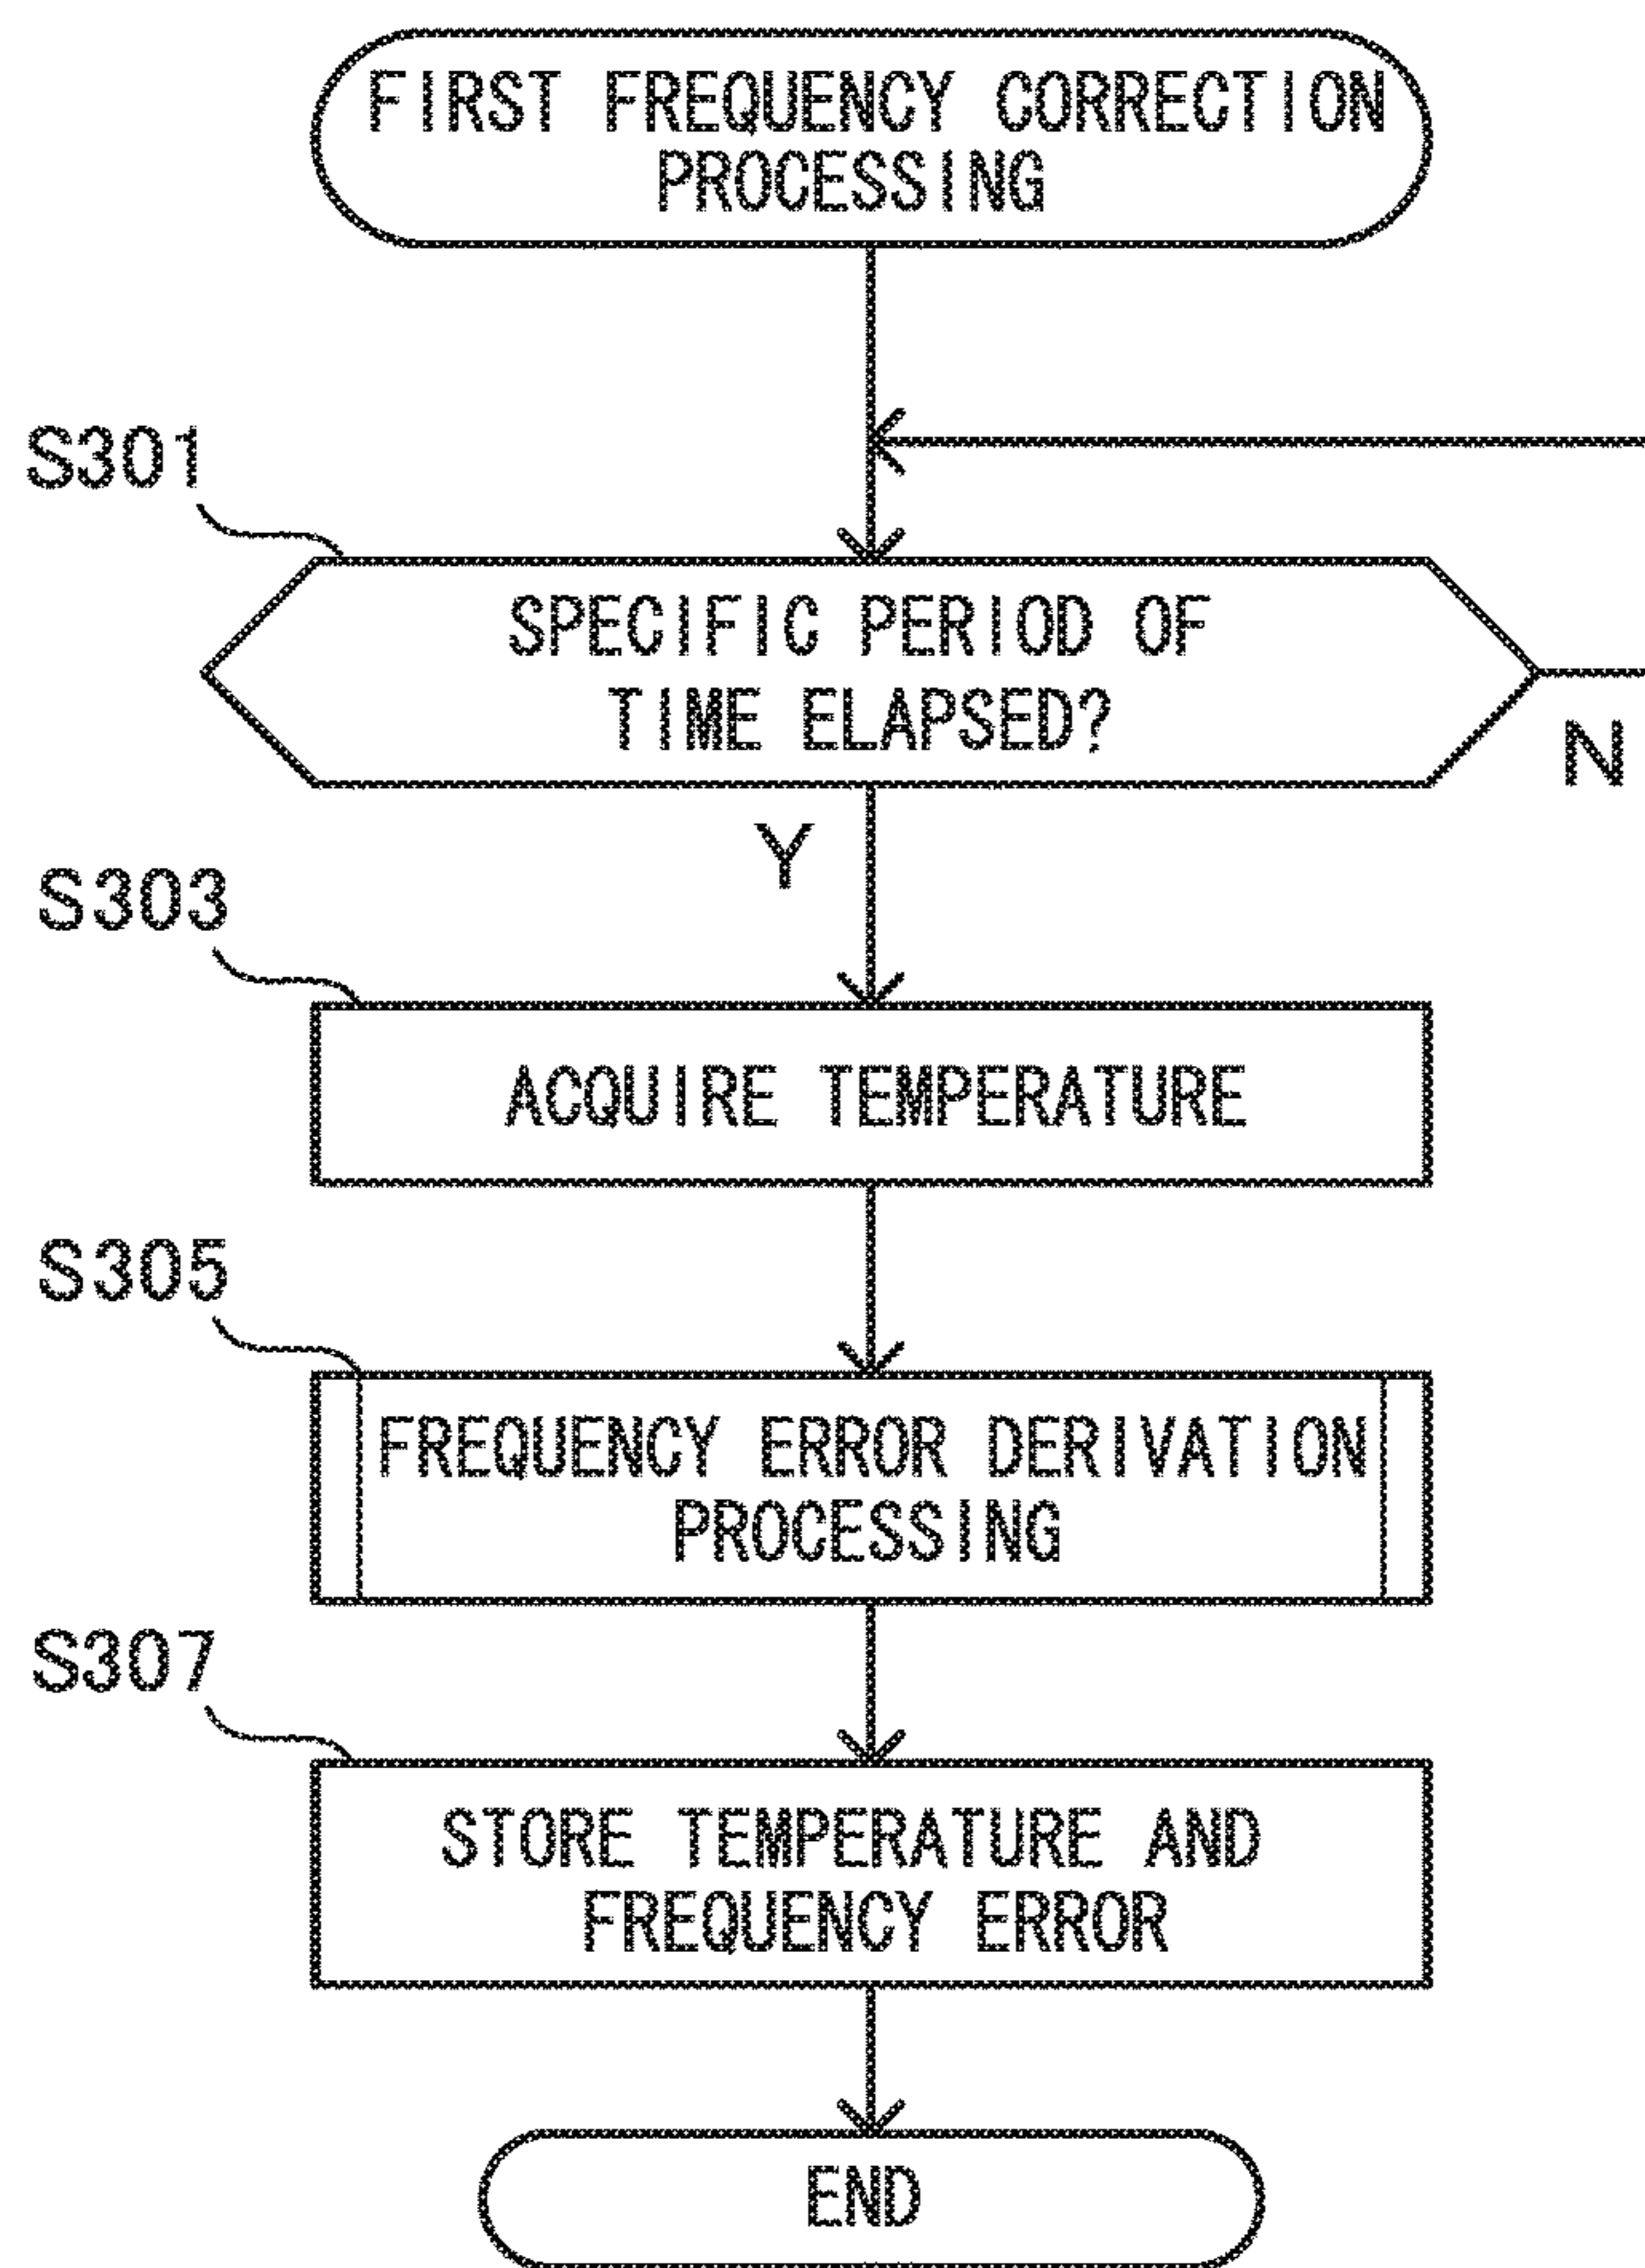 FIRST FREQUENCY CORRECTION
PROCESSING
S301
SPECIFIC PERIOD OF
TIME ELAPSED?
N
Y
S303
ACQUIRE TEMPERATURE
S305
FREQUENCY ERROR DERIVATION
PROCESSING
S307
STORE TEMPERATURE AND
FREQUENCY ERROR
END